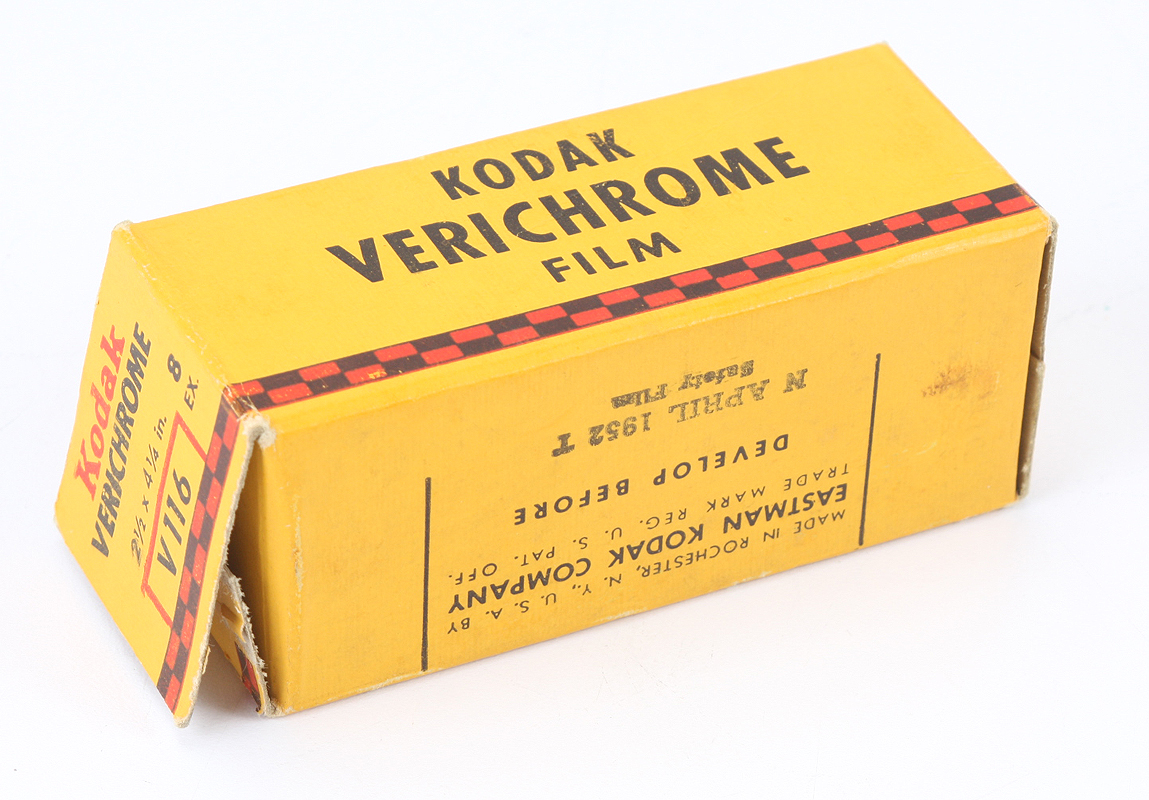 KODAK
VERICHROME
FILM
Kodak
VERICHROME
2½ x 4¼ in.
V116
8
EX.
MADE IN ROCHESTER, N. Y., U. S. A. BY
EASTMAN KODAK COMPANY
TRADE MARK REG. U. S. PAT. OFF.
DEVELOP BEFORE
N APRIL 1952 T
Safety Film